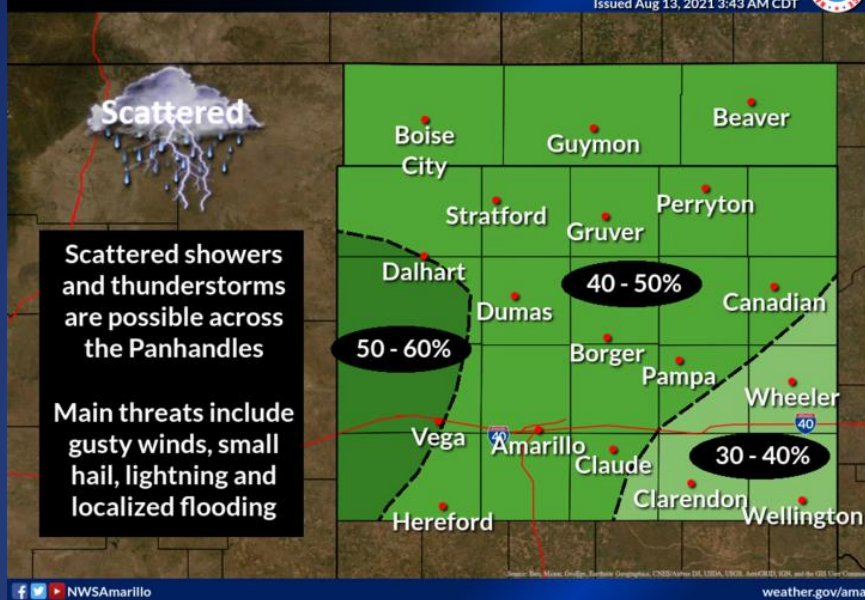 Issued Aug 13, 2021 3:43 AM CDT
Scattered
Scattered showers
and thunderstorms
are possible across
the Panhandles
Main threats include
gusty winds, small
hail, lightning and
localized flooding
Boise
City
Guymon
Beaver
Stratford
Gruver
Perryton
Dalhart
Dumas
40 - 50%
Canadian
50 - 60%
Borger
Pampa
Wheeler
Vega
40
Amarillo
Claude
40
30 - 40%
Hereford
Clarendon
Wellington
NWSAmarillo
weather.gov/ama